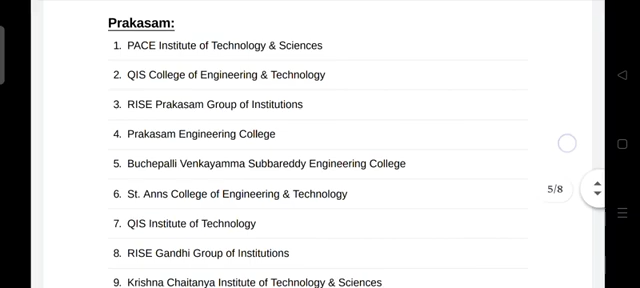 Prakasam:
1. PACE Institute of Technology & Sciences
2. QIS College of Engineering & Technology
3. RISE Prakasam Group of Institutions
4. Prakasam Engineering College
5. Buchepalli Venkayamma Subbareddy Engineering College
5/8
6. St. Anns College of Engineering & Technology
7. QIS Institute of Technology
8. RISE Gandhi Group of Institutions
9. Krishna Chaitanya Institute of Technology & Sciences